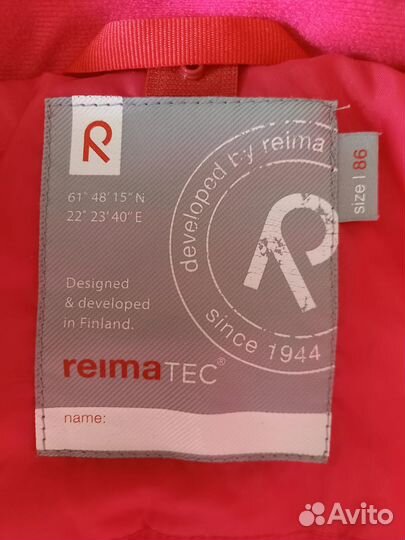 R
61° 48´ 15˝ N
22° 23´ 40˝ E
Designed
& developed
in Finland.
reimaTEC®
name:
developed by reima
R
since 1944
size | 86
Avito